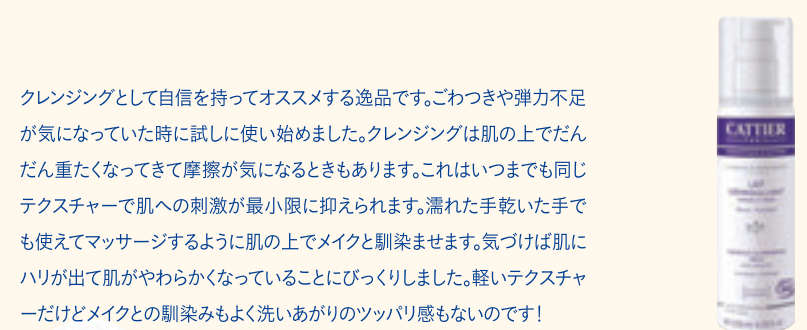 クレンジングとして自信を持ってオススメする逸品です。ごわつきや弾力不足
が気になっていた時に試しに使い始めました。クレンジングは肌の上でだん
だん重たくなってきて摩擦が気になるときもあります。これはいつまでも同じ
テクスチャーで肌への刺激が最小限に抑えられます。濡れた手乾いた手で
も使えてマッサージするように肌の上でメイクと馴染ませます。気づけば肌に
ハリが出て肌がやわらかくなっていることにびっくりしました。軽いテクスチャ
ーだけどメイクとの馴染みもよく洗いあがりのツッパリ感もないのです！
CATTIER
LAIT